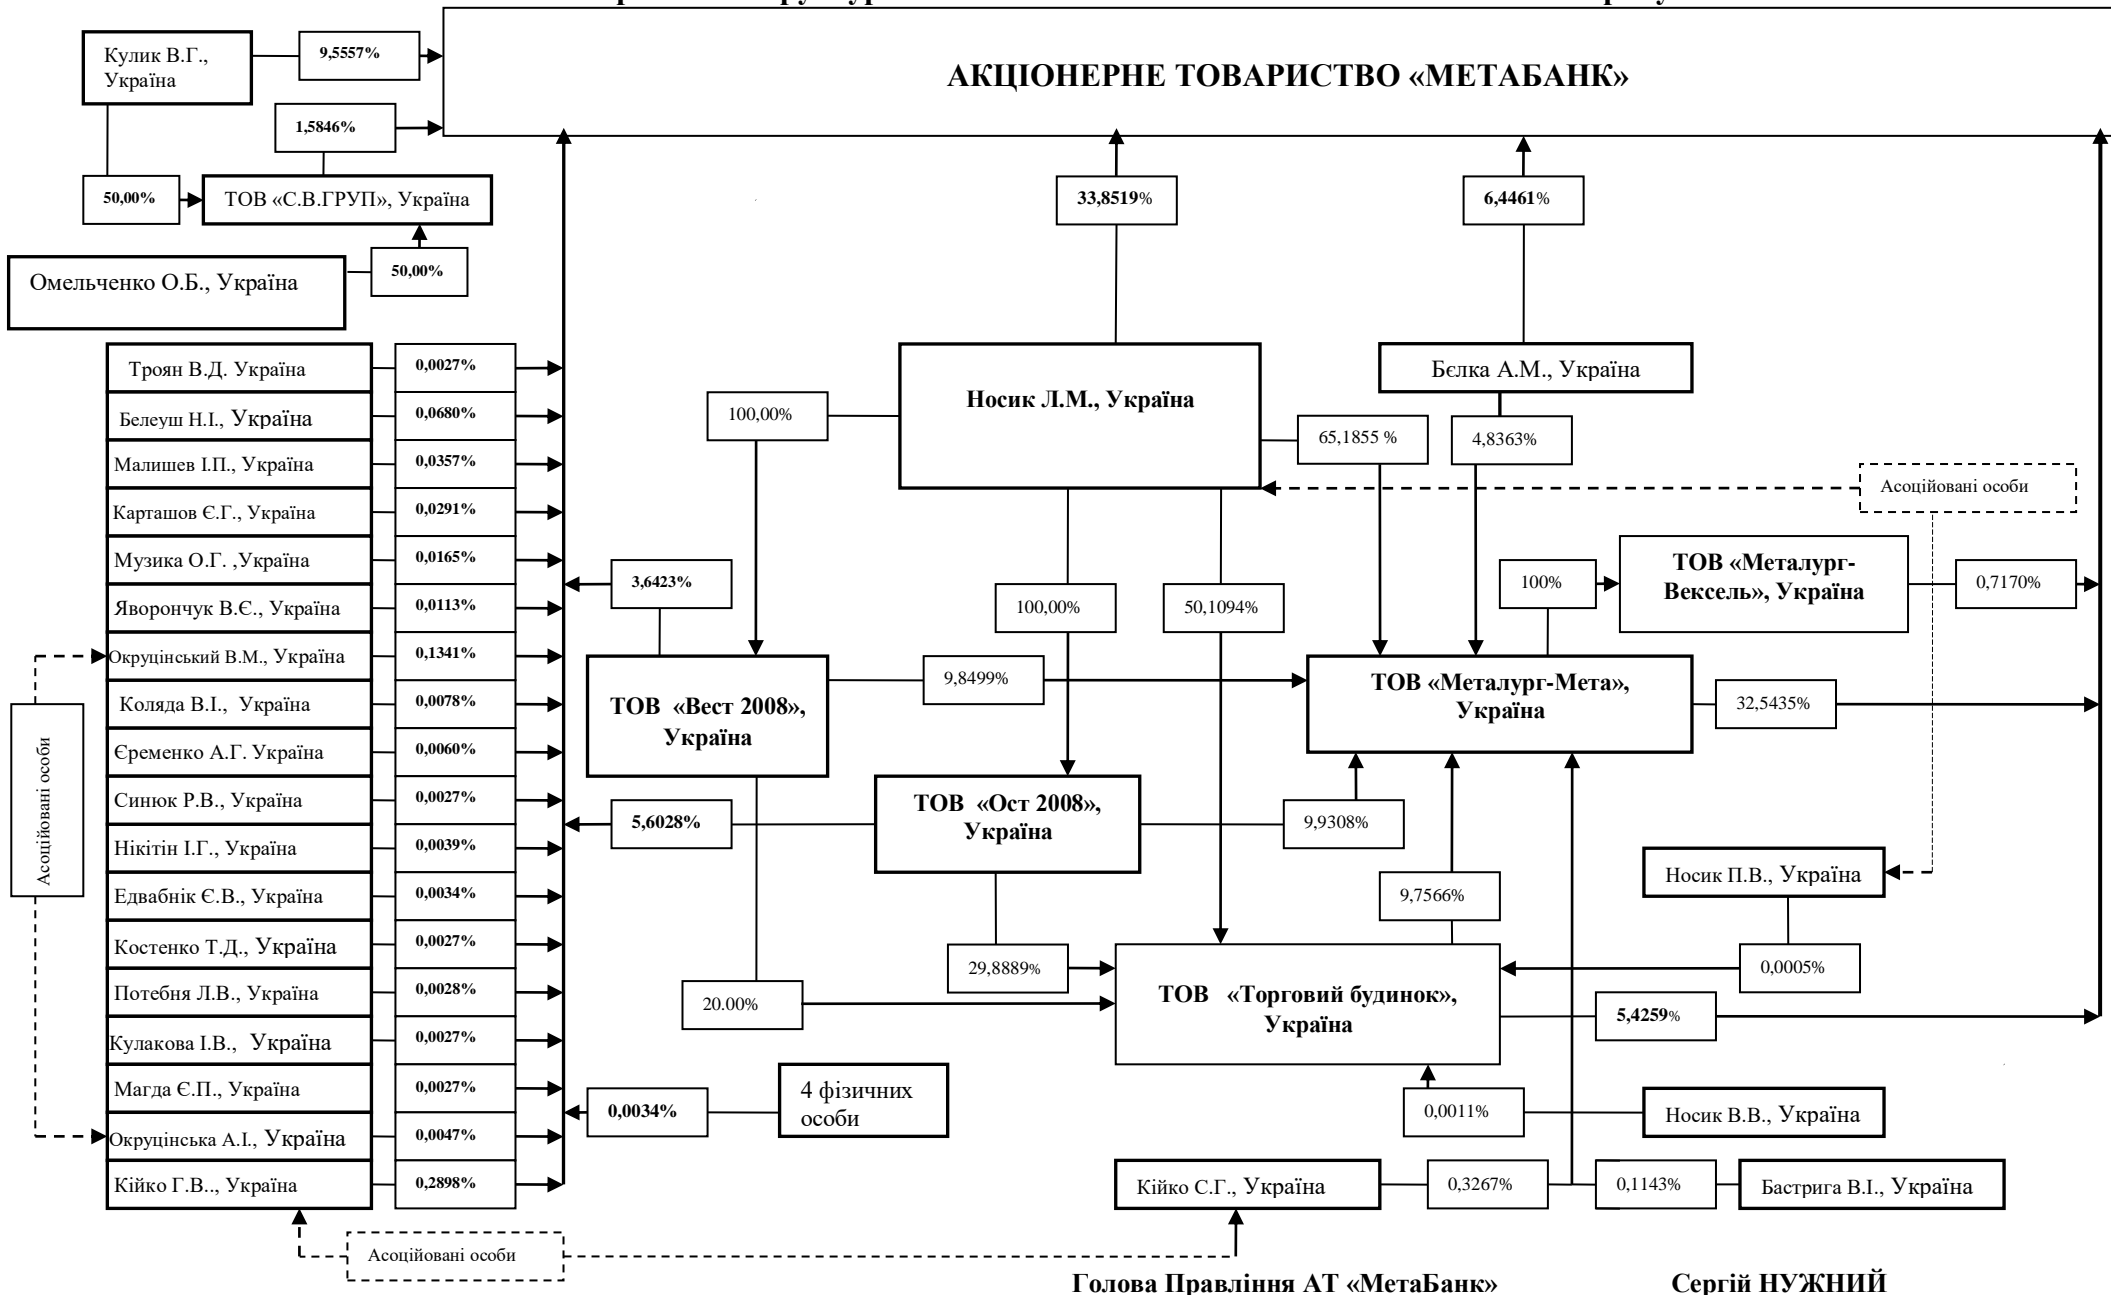 АКЦІОНЕРНЕ ТОВАРИСТВО «МЕТАБАНК»
Кулик В.Г.,
Україна
9,5557%
1,5846%
50,00%
ТОВ «С.В.ГРУП», Україна
Омельченко О.Б., Україна
50,00%
33,8519%
6,4461%
Троян В.Д. Україна
0,0027%
Белеуш Н.І., Україна
0,0680%
Малишев І.П., Україна
0,0357%
Карташов Є.Г., Україна
0,0291%
Музика О.Г. ,Україна
0,0165%
Яворончук В.Є., Україна
0,0113%
Окруцінський В.М., Україна
0,1341%
Коляда В.І., Україна
0,0078%
Єременко А.Г. Україна
0,0060%
Синюк Р.В., Україна
0,0027%
Нікітін І.Г., Україна
0,0039%
Едвабнік Є.В., Україна
0,0034%
Костенко Т.Д., Україна
0,0027%
Потебня Л.В., Україна
0,0028%
Кулакова І.В., Україна
0,0027%
Магда Є.П., Україна
0,0027%
Окруцінська А.І., Україна
0,0047%
Кійко Г.В.., Україна
0,2898%
Асоційовані особи
Асоційовані особи
Носик Л.М., Україна
Бєлка А.М., Україна
100,00%
65,1855 %
4,8363%
Асоційовані особи
3,6423%
100,00%
50,1094%
100%
ТОВ «Металург-
Вексель», Україна
0,7170%
ТОВ «Вест 2008»,
Україна
9,8499%
ТОВ «Металург-Мета»,
Україна
32,5435%
5,6028%
ТОВ «Ост 2008»,
Україна
9,9308%
9,7566%
Носик П.В., Україна
29,8889%
0,0005%
20.00%
ТОВ «Торговий будинок»,
Україна
5,4259%
0,0034%
4 фізичних
особи
0,0011%
Носик В.В., Україна
Кійко С.Г., Україна
0,3267%
0,1143%
Бастрига В.І., Україна
Голова Правління АТ «МетаБанк»
Сергій НУЖНИЙ